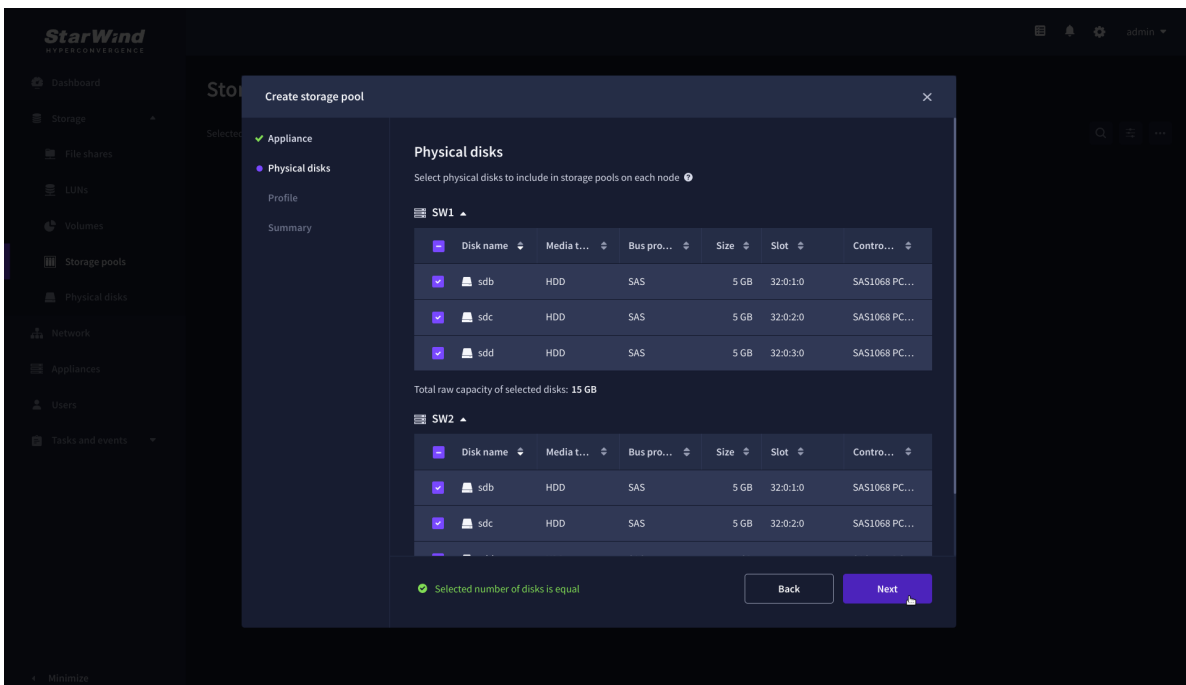 StarWind
HYPERCONVERGENCE
admin
Dashboard
Storage
File shares
LUNs
Volumes
Storage pools
Physical disks
Network
Appliances
Users
Tasks and events
Minimize
Stor
Selected
Create storage pool
Appliance
Physical disks
Profile
Summary
Physical disks
Select physical disks to include in storage pools on each node
SW1
Disk name Media t... Bus pro... Size Slot Contro...
sdb HDD SAS 5 GB 32:0:1:0 SAS1068 PC...
sdc HDD SAS 5 GB 32:0:2:0 SAS1068 PC...
sdd HDD SAS 5 GB 32:0:3:0 SAS1068 PC...
Total raw capacity of selected disks: 15 GB
SW2
Disk name Media t... Bus pro... Size Slot Contro...
sdb HDD SAS 5 GB 32:0:1:0 SAS1068 PC...
sdc HDD SAS 5 GB 32:0:2:0 SAS1068 PC...
Selected number of disks is equal
Back
Next